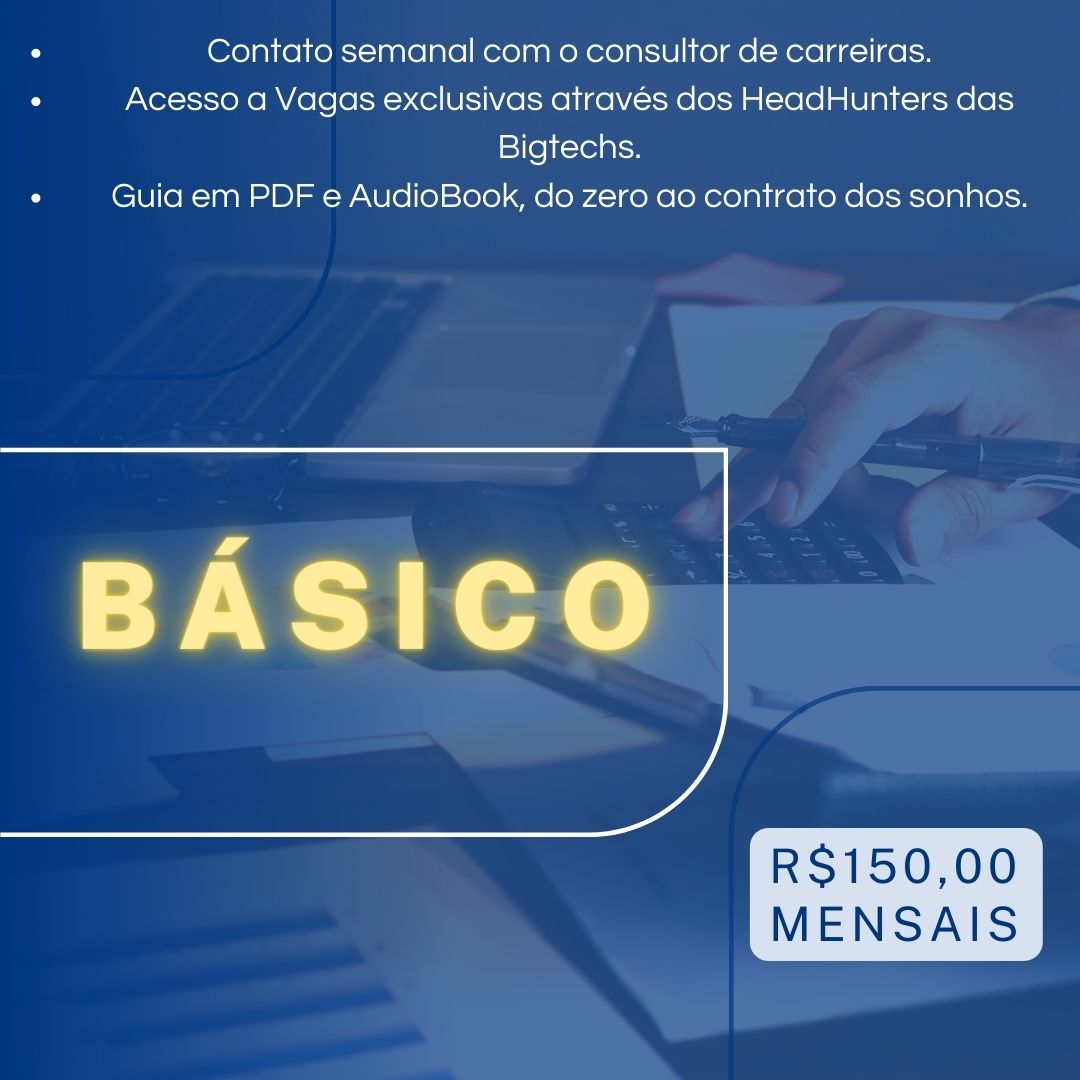 • Contato semanal com o consultor de carreiras.
• Acesso a Vagas exclusivas através dos HeadHunters das
Bigtechs.
• Guia em PDF e AudioBook, do zero ao contrato dos sonhos.
BÁSICO
R$150,00
MENSAIS